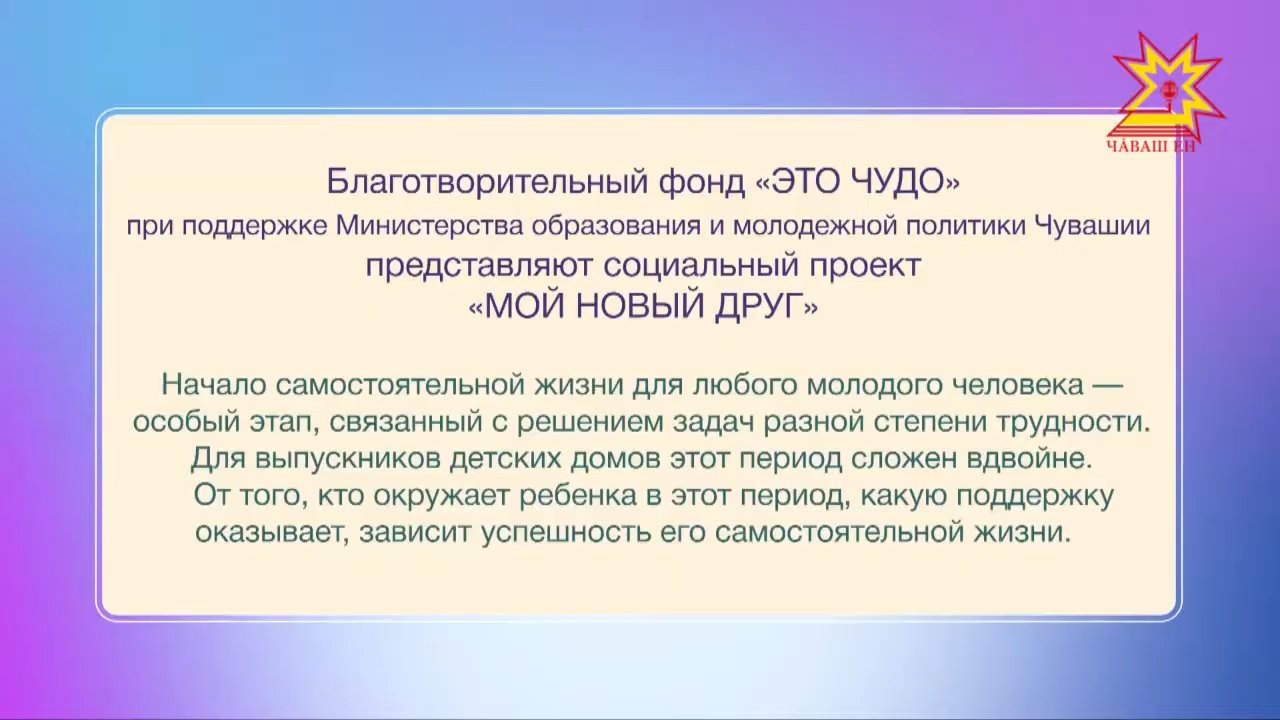 ЧӐВАШ ЕН
Благотворительный фонд «ЭТО ЧУДО»
при поддержке Министерства образования и молодежной политики Чувашии
представляют социальный проект
«МОЙ НОВЫЙ ДРУГ»
Начало самостоятельной жизни для любого молодого человека —
особый этап, связанный с решением задач разной степени трудности.
Для выпускников детских домов этот период сложен вдвойне.
От того, кто окружает ребенка в этот период, какую поддержку
оказывает, зависит успешность его самостоятельной жизни.